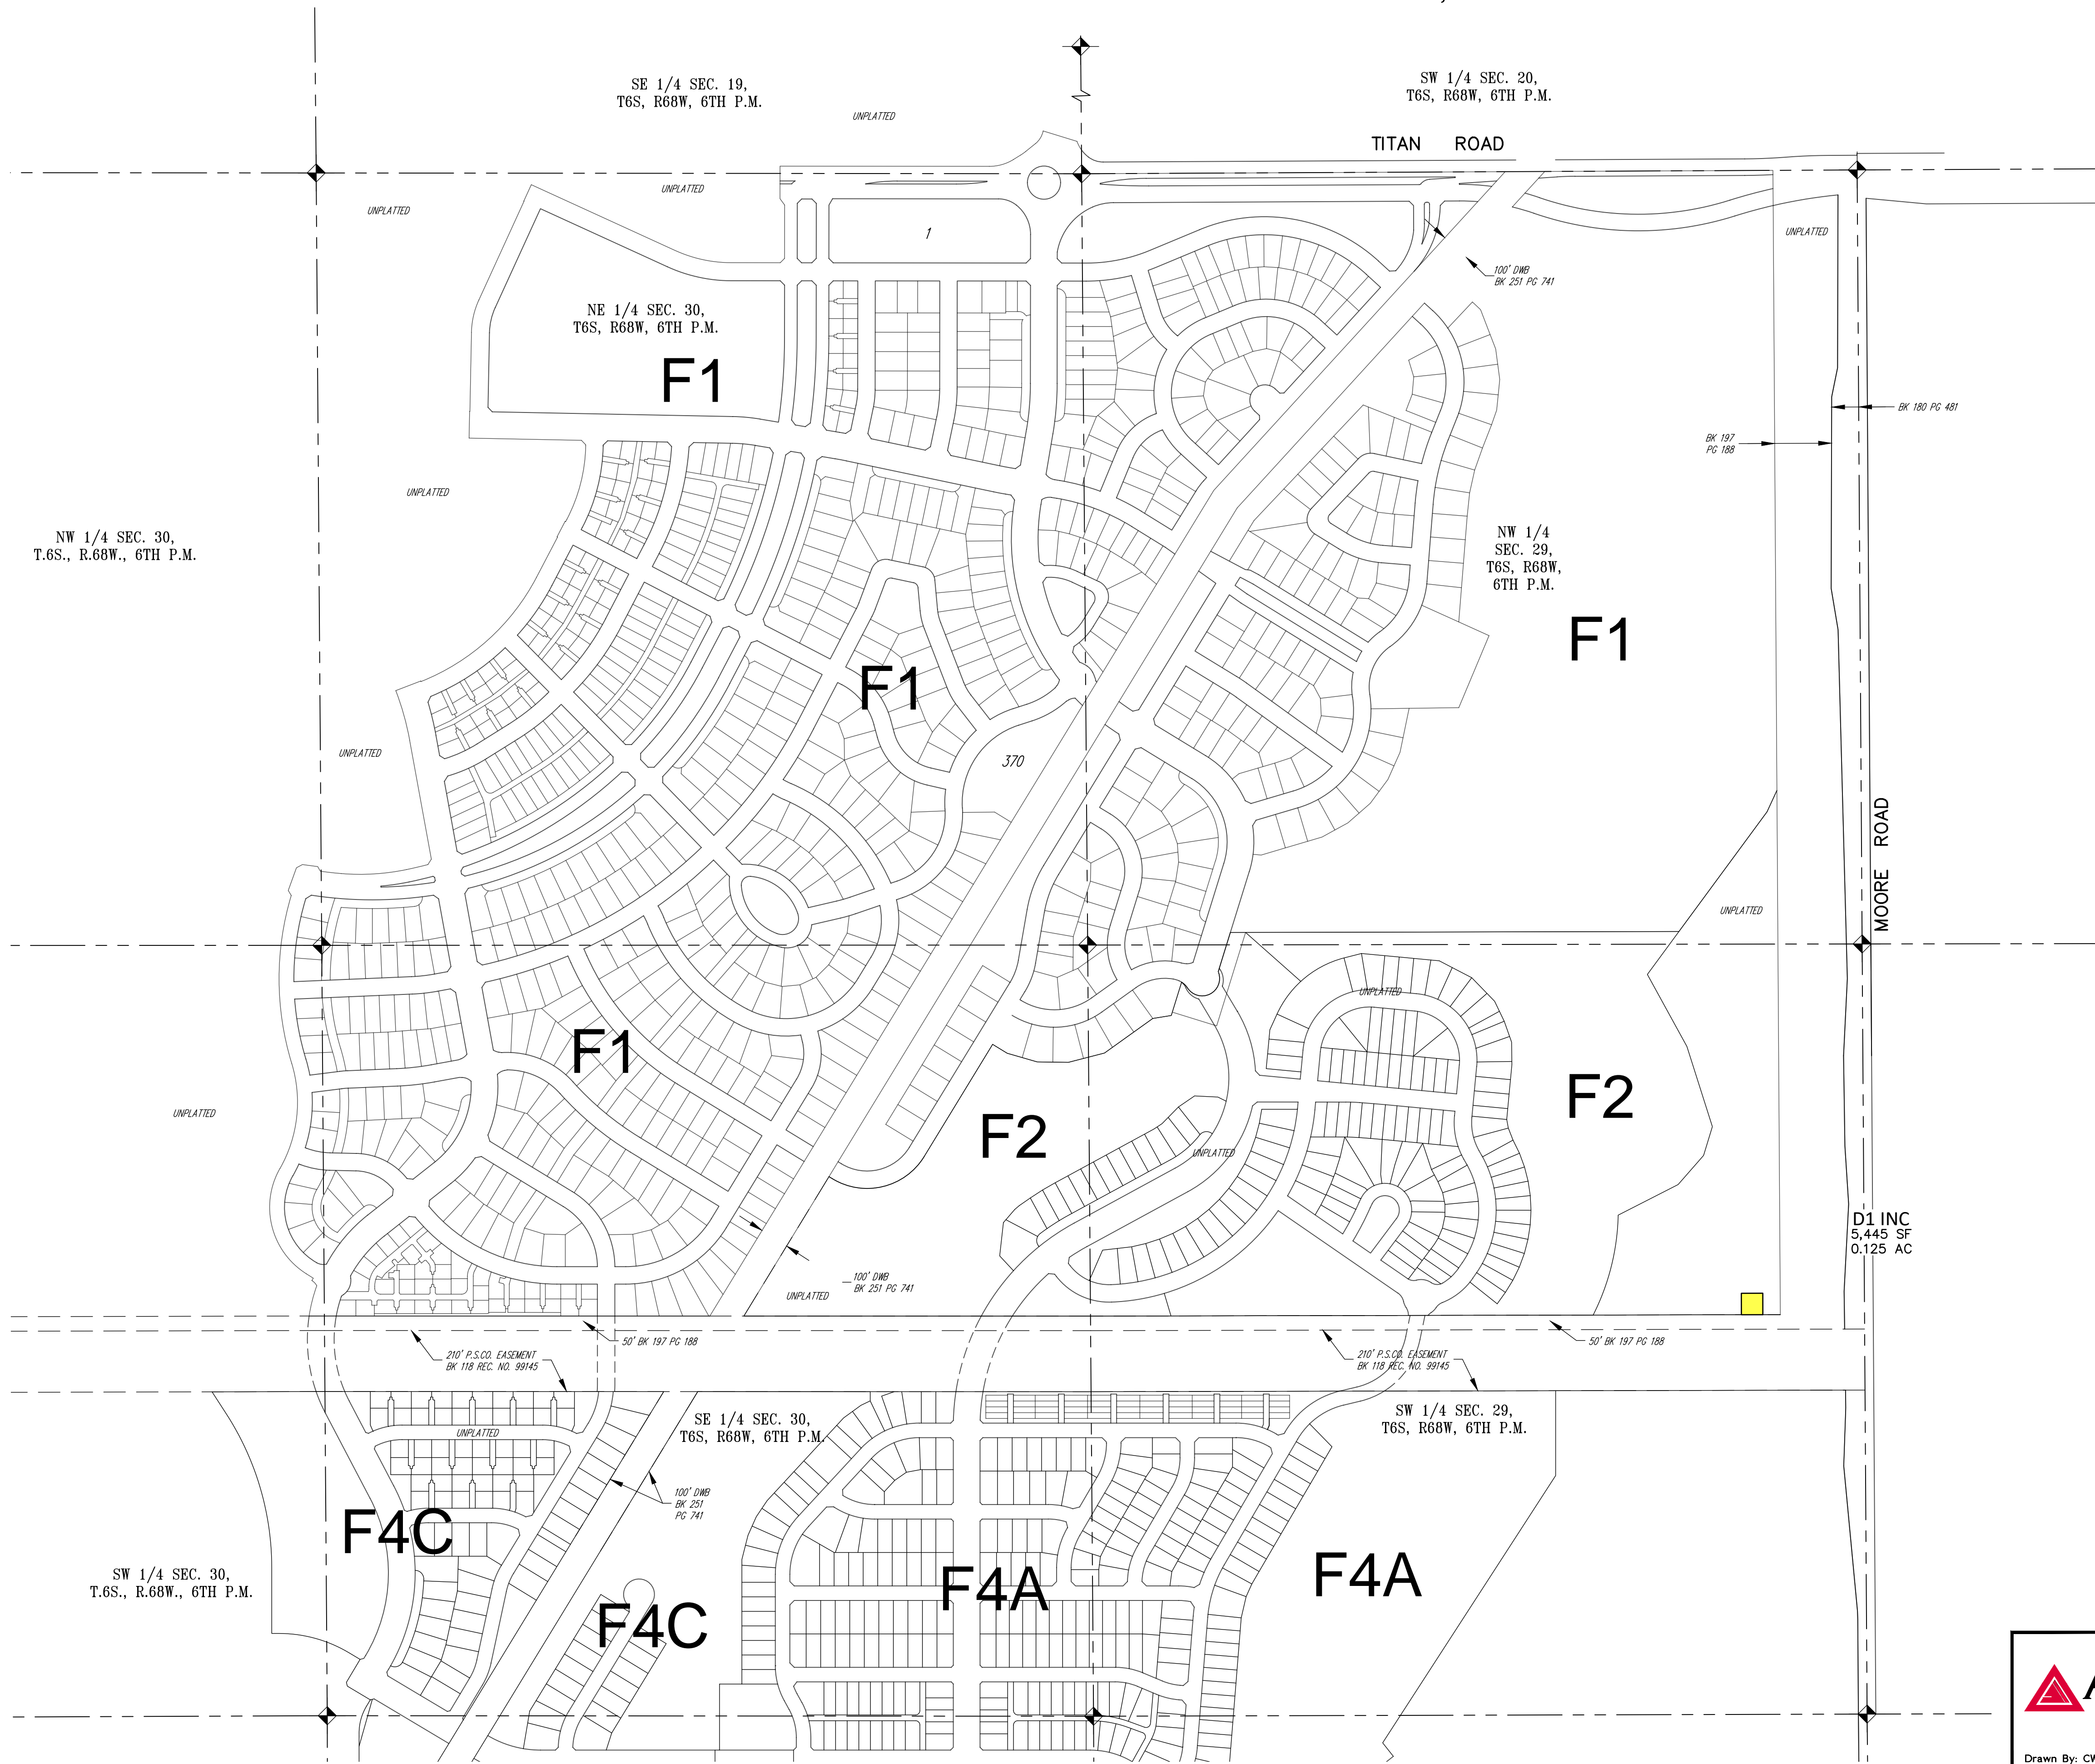 SE 1/4 SEC. 19,
T6S, R68W, 6TH P.M.
SW 1/4 SEC. 20,
T6S, R68W, 6TH P.M.
UNPLATTED
TITAN ROAD
UNPLATTED
UNPLATTED
1
UNPLATTED
100' DWB
BK 251 PG 741
NE 1/4 SEC. 30,
T6S, R68W, 6TH P.M.
F1
BK 180 PG 481
BK 197
PG 188
UNPLATTED
NW 1/4 SEC. 30,
T.6S., R.68W., 6TH P.M.
NW 1/4
SEC. 29,
T6S, R68W,
6TH P.M.
F1
F1
UNPLATTED
370
MOORE ROAD
UNPLATTED
UNPLATTED
F1
F2
UNPLATTED
F2
UNPLATTED
D1 INC
5,445 SF
0.125 AC
100' DWB
BK 251 PG 741
UNPLATTED
50' BK 197 PG 188
50' BK 197 PG 188
210' P.S.CO. EASEMENT
BK 118 REC. NO. 99145
210' P.S.CO. EASEMENT
BK 118 REC. NO. 99145
SE 1/4 SEC. 30,
T6S, R68W, 6TH P.M.
SW 1/4 SEC. 29,
T6S, R68W, 6TH P.M.
UNPLATTED
100' DWB
BK 251
PG 741
F4C
SW 1/4 SEC. 30,
T.6S., R.68W., 6TH P.M.
F4A
F4A
F4C
Drawn By: CW